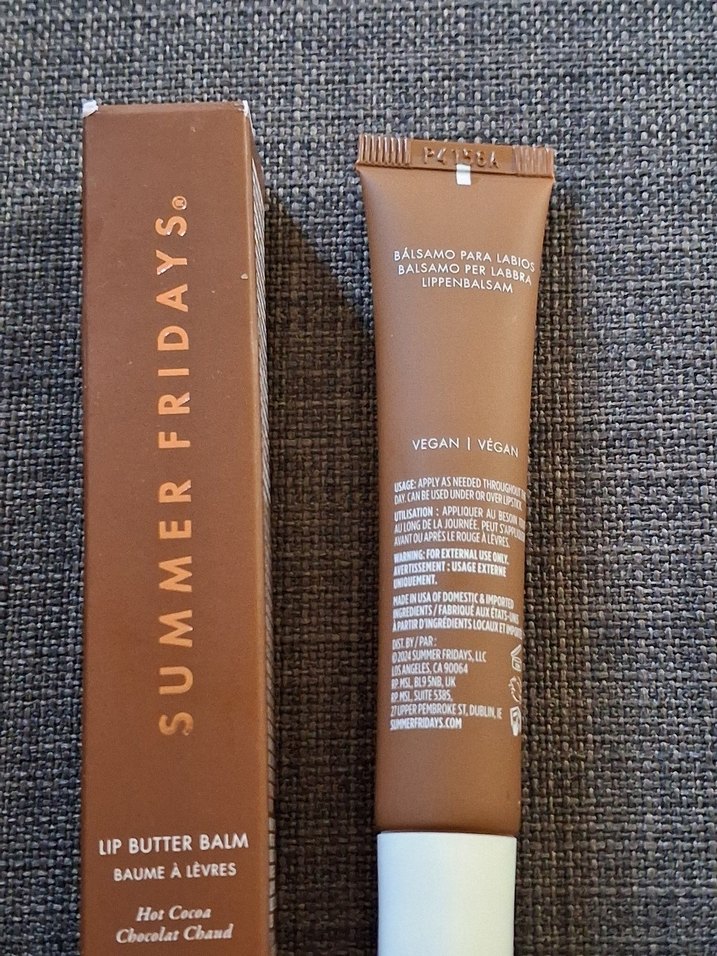 SUMMER FRIDAYS®
LIP BUTTER BALM
BAUME À LÈVRES
Hot Cocoa
Chocolat Chaud
BÁLSAMO PARA LABIOS
BALSAMO PER LABBRA
LIPPENBALSAM
VEGAN | VÉGAN
USAGE: APPLY AS NEEDED THROUGHOUT
DAY. CAN BE USED UNDER OR OVER LIPSTICK.
UTILISATION : APPLIQUER AU BESOIN
AU LONG DE LA JOURNÉE. PEUT
AVANT OU APRÈS LE ROUGE À LÈVRES.
WARNING: FOR EXTERNAL USE ONLY.
AVERTISSEMENT : USAGE EXTERNE
UNIQUEMENT.
MADE IN USA OF DOMESTIC & IMPORTED
INGREDIENTS / FABRIQUÉ AUX ÉTATS-UNIS
À PARTIR D'INGRÉDIENTS LOCAUX ET
DIST. BY / PAR :
©2024 SUMMER FRIDAYS, LLC
LOS ANGELES, CA 90064
RP MSL, BL9 5NB, UK
RP MSL, SUITE 5385,
27 UPPER PEMBROKE ST, DUBLIN, IE
SUMMERFRIDAYS.COM